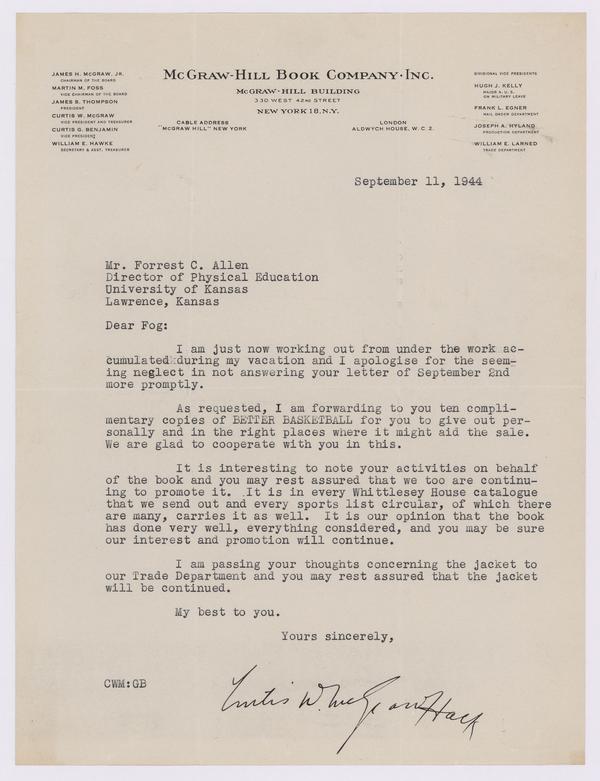 McGraw-Hill Book Company · Inc.
McGRAW-HILL BUILDING
330 WEST 42ND STREET
NEW YORK 18, N.Y.
CABLE ADDRESS
"McGRAW HILL" NEW YORK
LONDON
ALDWYCH HOUSE, W. C. 2.
JAMES H. McGRAW, JR.
CHAIRMAN OF THE BOARD
MARTIN M. FOSS
VICE CHAIRMAN OF THE BOARD
JAMES S. THOMPSON
PRESIDENT
CURTIS W. McGRAW
VICE PRESIDENT AND TREASURER
CURTIS G. BENJAMIN
VICE PRESIDENT
WILLIAM E. HAWKE
SECRETARY & ASST. TREASURER
DIVISIONAL VICE PRESIDENTS
HUGH J. KELLY
MAJOR A. U. S.
ON MILITARY LEAVE
FRANK L. EGNER
MAIL ORDER DEPARTMENT
JOSEPH A. HYLAND
PRODUCTION DEPARTMENT
WILLIAM E. LARNED
TRADE DEPARTMENT
September 11, 1944
Mr. Forrest C. Allen
Director of Physical Education
University of Kansas
Lawrence, Kansas
Dear Fog:
I am just now working out from under the work ac-
cumulated during my vacation and I apologise for the seem-
ing neglect in not answering your letter of September 2nd
more promptly.
As requested, I am forwarding to you ten compli-
mentary copies of BETTER BASKETBALL for you to give out per-
sonally and in the right places where it might aid the sale.
We are glad to cooperate with you in this.
It is interesting to note your activities on behalf
of the book and you may rest assured that we too are continu-
ing to promote it. It is in every Whittlesey House catalogue
that we send out and every sports list circular, of which there
are many, carries it as well. It is our opinion that the book
has done very well, everything considered, and you may be sure
our interest and promotion will continue.
I am passing your thoughts concerning the jacket to
our Trade Department and you may rest assured that the jacket
will be continued.
My best to you.
Yours sincerely,
CWM:GB
Curtis W. McGraw